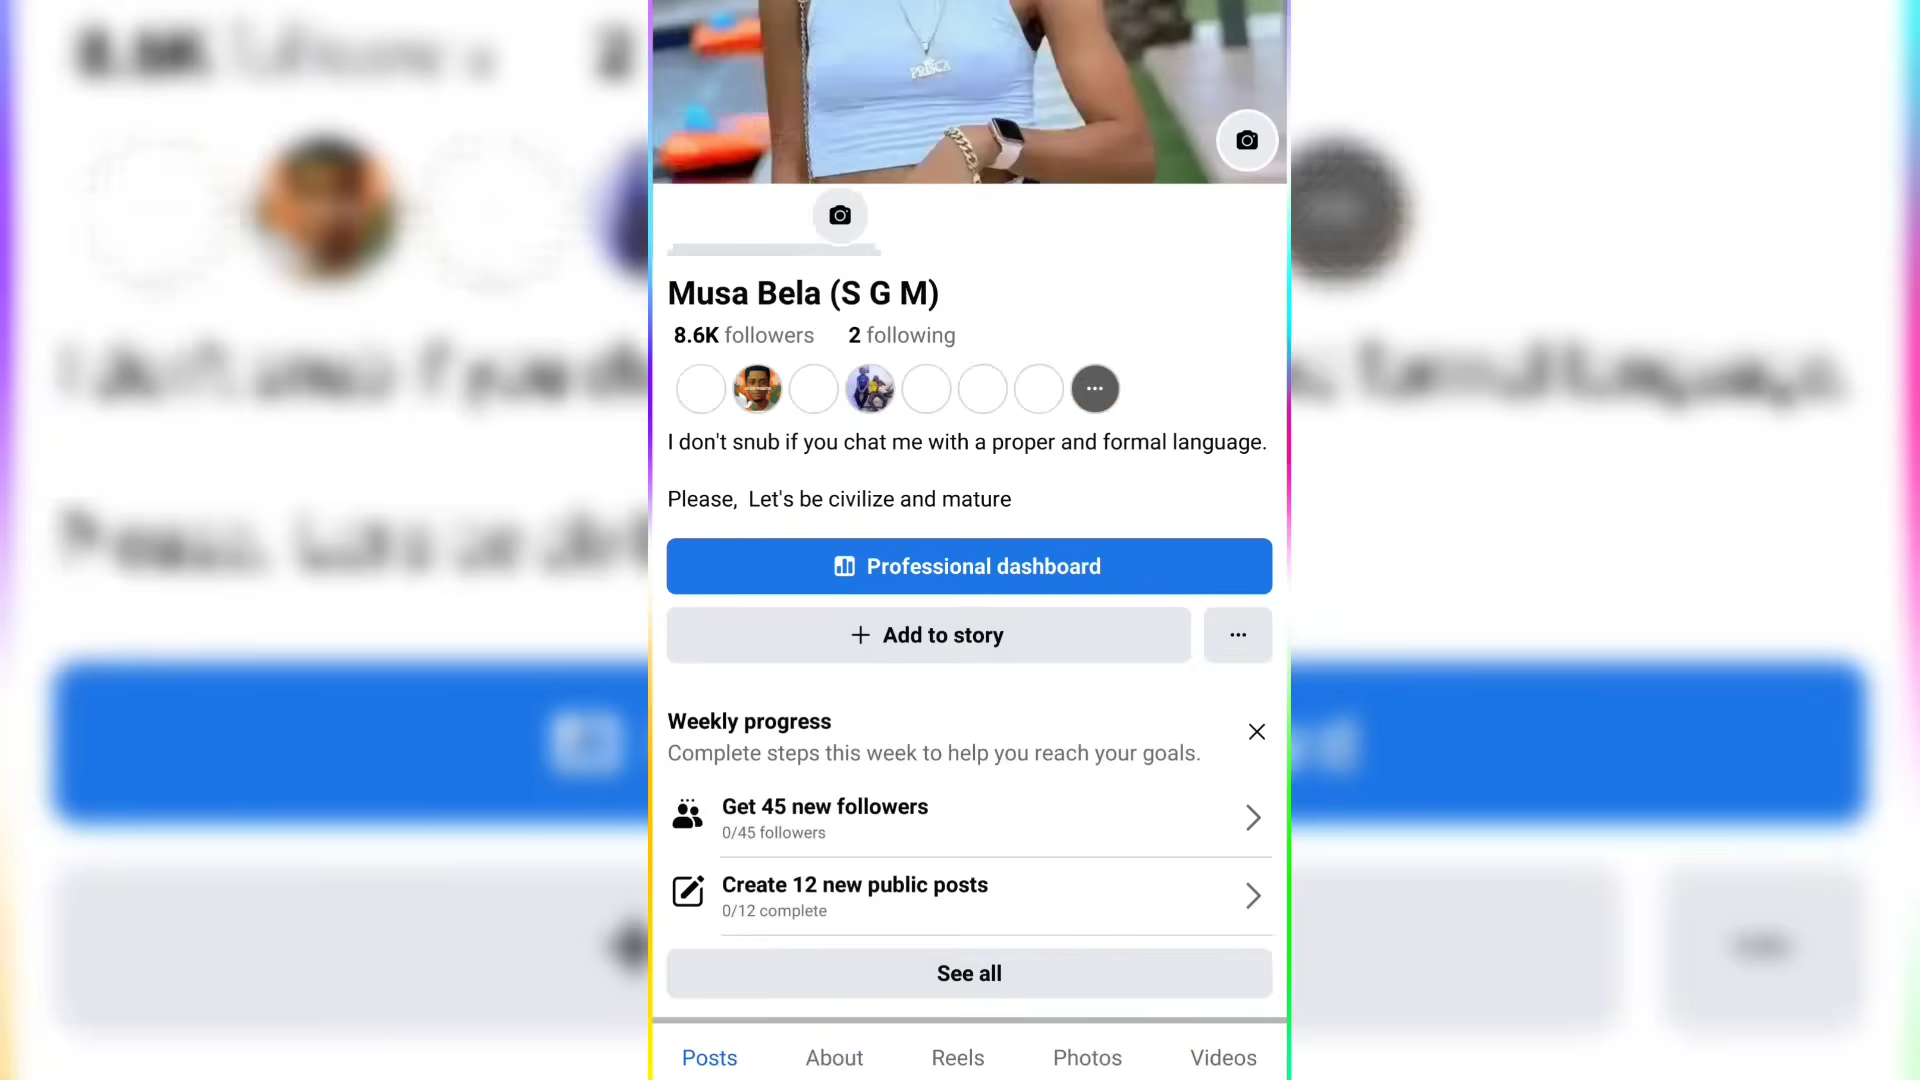 PRISCA
Musa Bela (S G M)
8.6K followers 2 following
I don't snub if you chat me with a proper and formal language.
Please, Let's be civilize and mature
Professional dashboard
+ Add to story
Weekly progress
Complete steps this week to help you reach your goals.
Get 45 new followers
0/45 followers
Create 12 new public posts
0/12 complete
See all
Posts About Reels Photos Videos